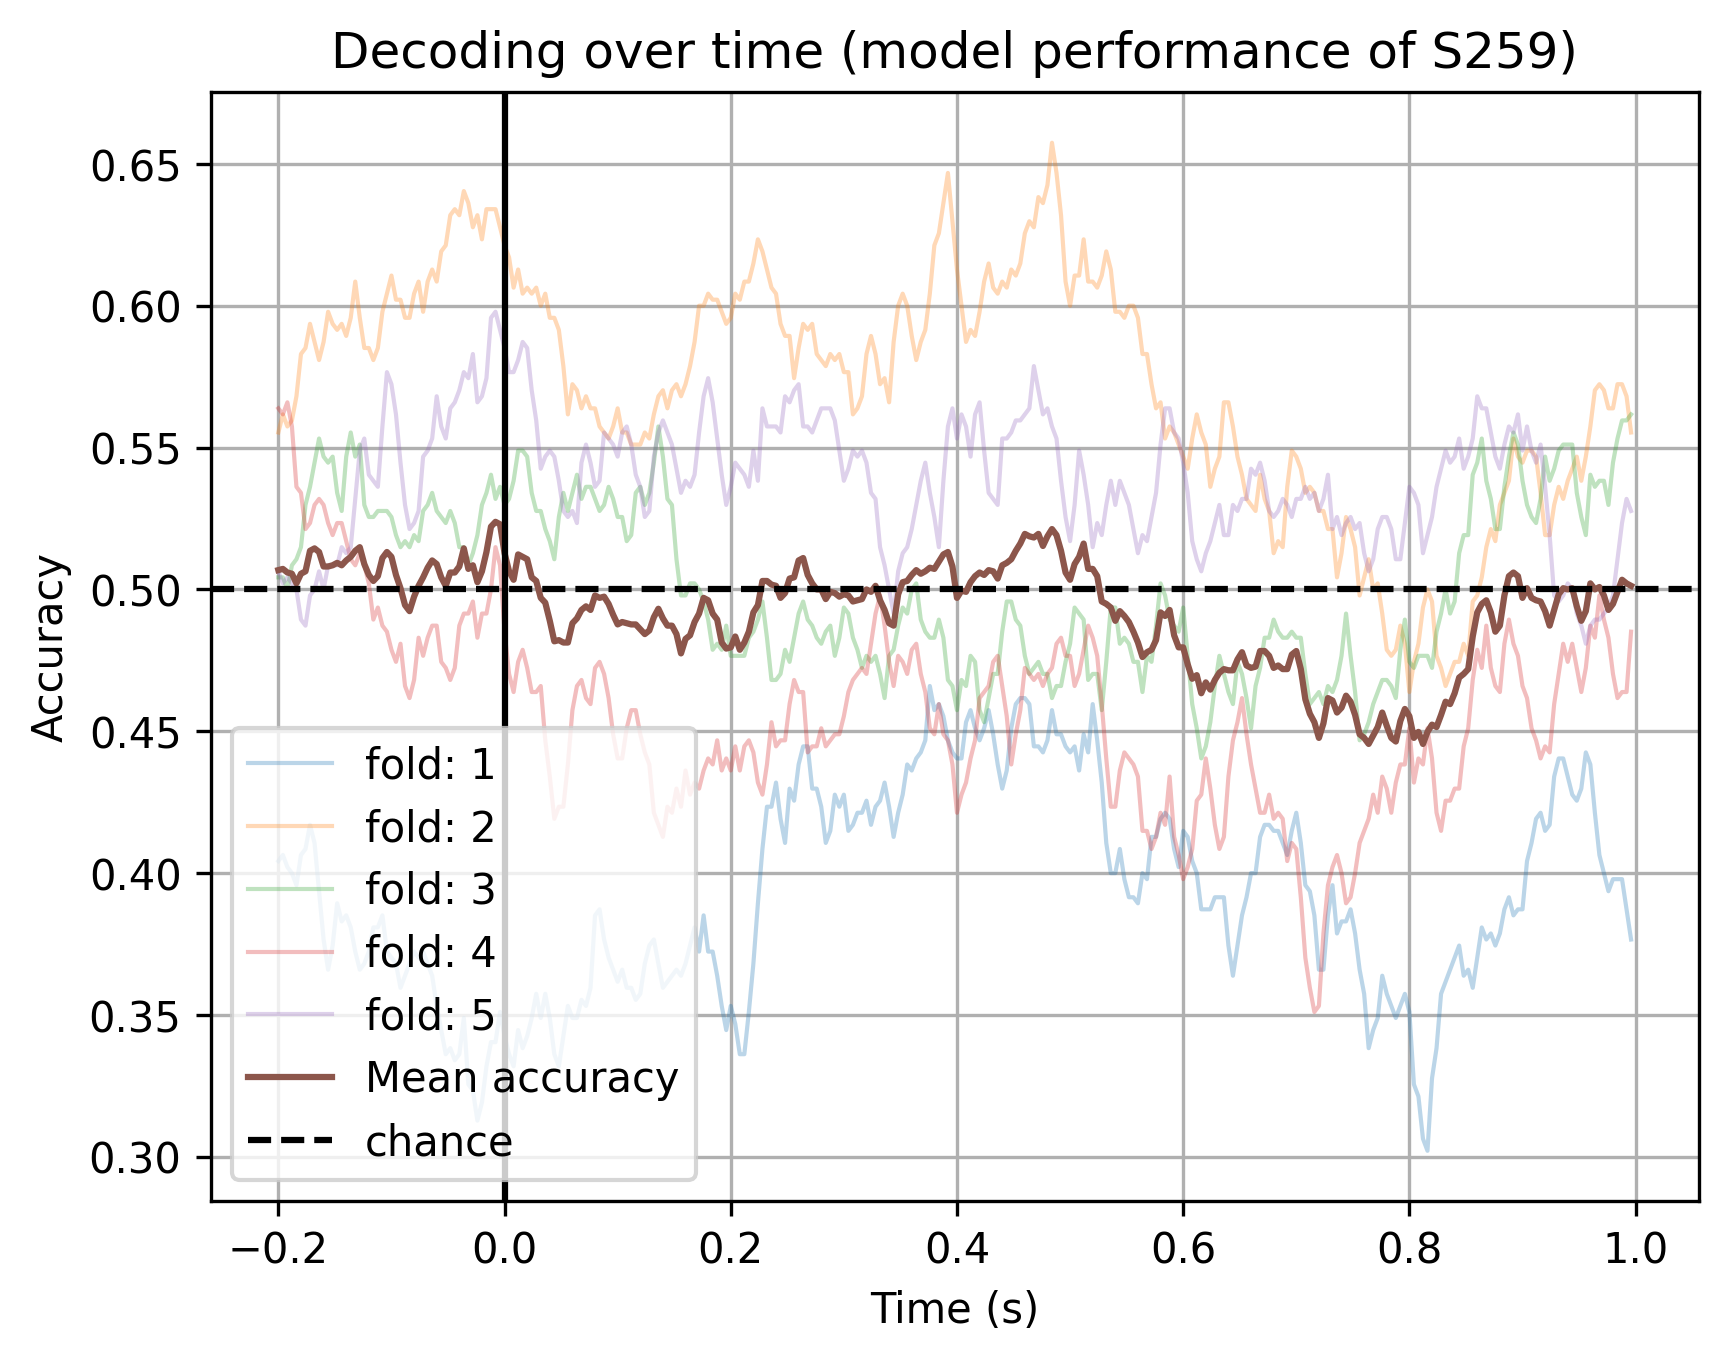 Decoding over time (model performance of S259)
Accuracy
0.65
0.60
0.55
0.50
0.45
0.40
0.35
0.30
fold: 1
fold: 2
fold: 3
fold: 4
fold: 5
Mean accuracy
chance
−0.2 0.0 0.2 0.4 0.6 0.8 1.0
Time (s)